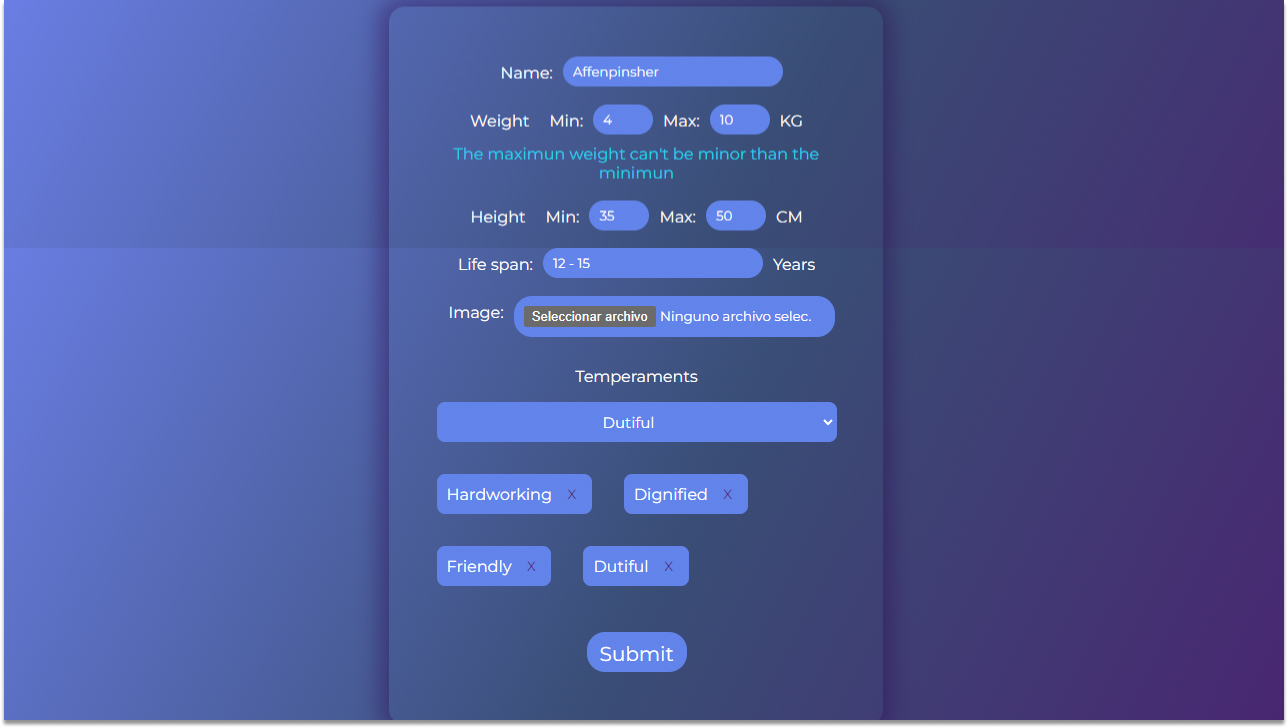 Name: Affenpinsher
Weight Min: 4 Max: 10 KG
The maximun weight can't be minor than the
minimun
Height Min: 35 Max: 50 CM
Life span: 12 - 15 Years
Image: Seleccionar archivo Ninguno archivo selec.
Temperaments
Dutiful
Hardworking X Dignified X
Friendly X Dutiful X
Submit